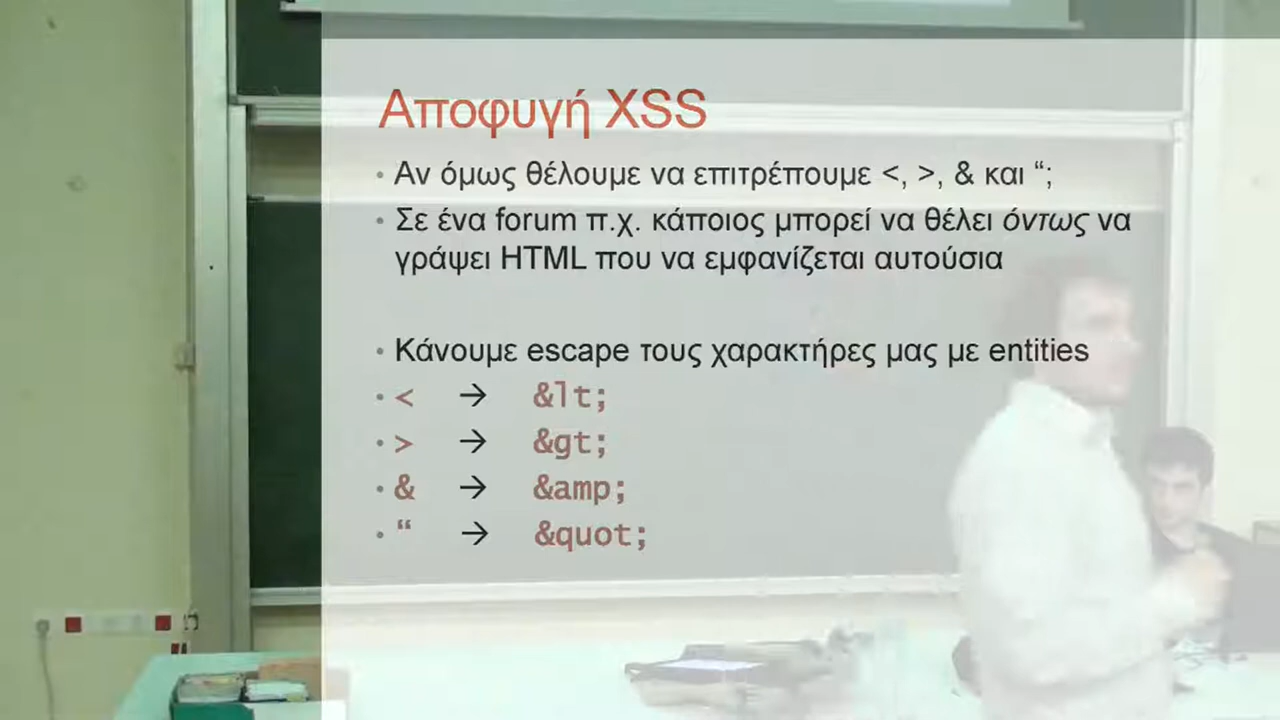 Αποφυγή XSS
• Αν όμως θέλουμε να επιτρέπουμε <, >, & και “;
• Σε ένα forum π.χ. κάποιος μπορεί να θέλει όντως να
γράψει HTML που να εμφανίζεται αυτούσια
• Κάνουμε escape τους χαρακτήρες μας με entities
• < → &lt;
• > → &gt;
• & → &amp;
• “ → &quot;